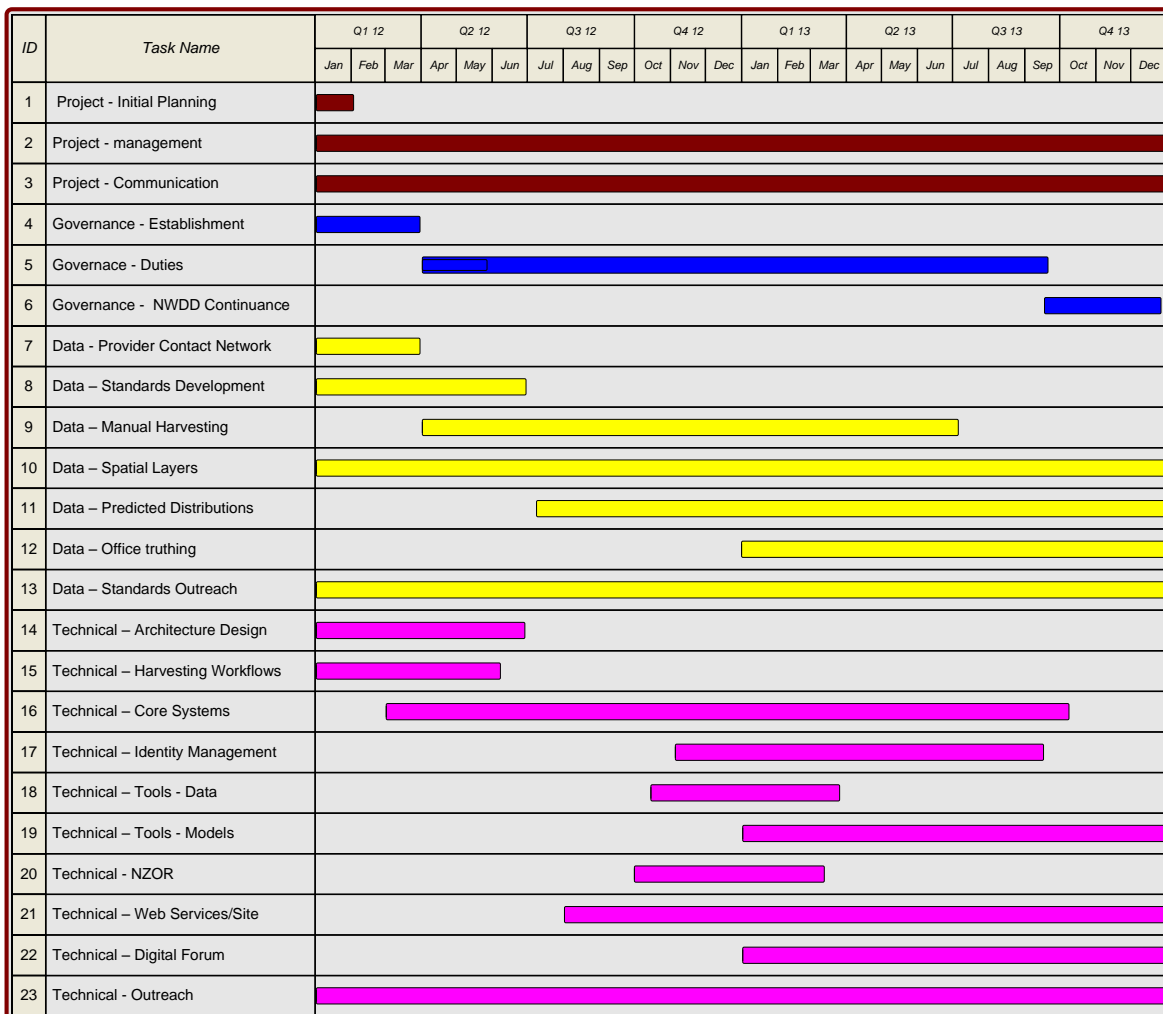 ID Task Name Q1 12 Q2 12 Q3 12 Q4 12 Q1 13 Q2 13 Q3 13 Q4 13
Jan Feb Mar Apr May Jun Jul Aug Sep Oct Nov Dec Jan Feb Mar Apr May Jun Jul Aug Sep Oct Nov Dec
1 Project - Initial Planning
2 Project - management
3 Project - Communication
4 Governance - Establishment
5 Governace - Duties
6 Governance - NWDD Continuance
7 Data - Provider Contact Network
8 Data – Standards Development
9 Data – Manual Harvesting
10 Data – Spatial Layers
11 Data – Predicted Distributions
12 Data – Office truthing
13 Data – Standards Outreach
14 Technical – Architecture Design
15 Technical – Harvesting Workflows
16 Technical – Core Systems
17 Technical – Identity Management
18 Technical – Tools - Data
19 Technical – Tools - Models
20 Technical - NZOR
21 Technical – Web Services/Site
22 Technical – Digital Forum
23 Technical - Outreach